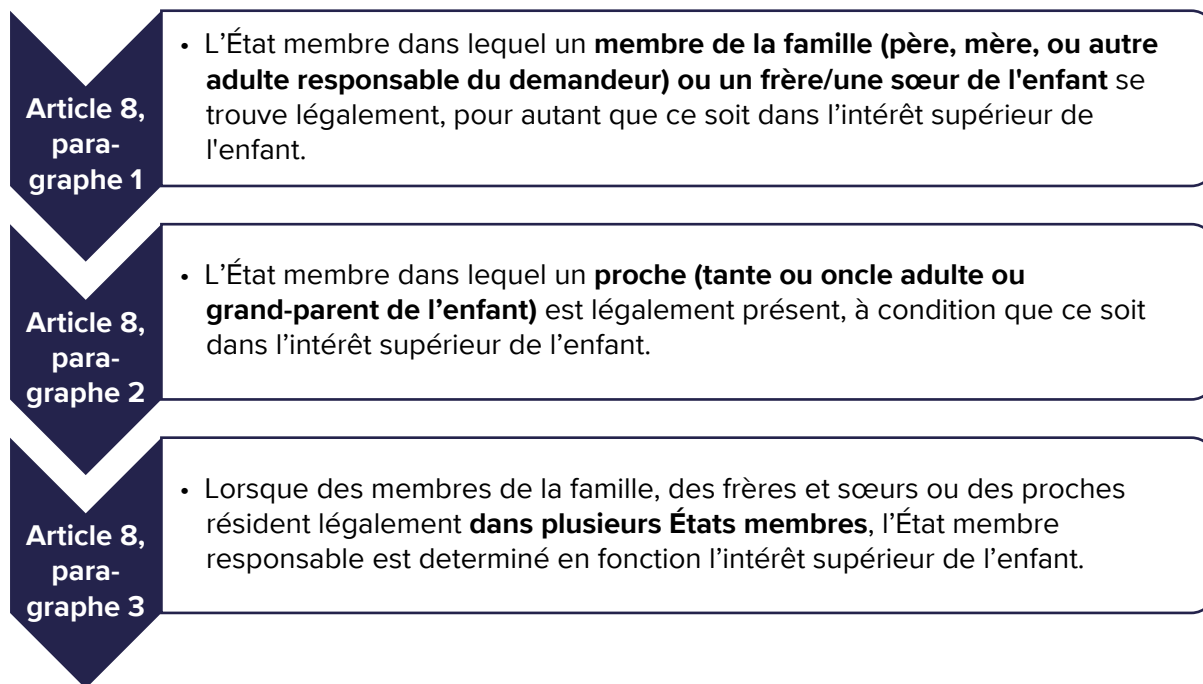 Article 8,
para-
graphe 1
• L’État membre dans lequel un membre de la famille (père, mère, ou autre
adulte responsable du demandeur) ou un frère/une sœur de l'enfant se
trouve légalement, pour autant que ce soit dans l’intérêt supérieur de
l'enfant.
Article 8,
para-
graphe 2
• L’État membre dans lequel un proche (tante ou oncle adulte ou
grand-parent de l’enfant) est légalement présent, à condition que ce soit
dans l’intérêt supérieur de l’enfant.
Article 8,
para-
graphe 3
• Lorsque des membres de la famille, des frères et sœurs ou des proches
résident légalement dans plusieurs États membres, l’État membre
responsable est determiné en fonction l’intérêt supérieur de l’enfant.